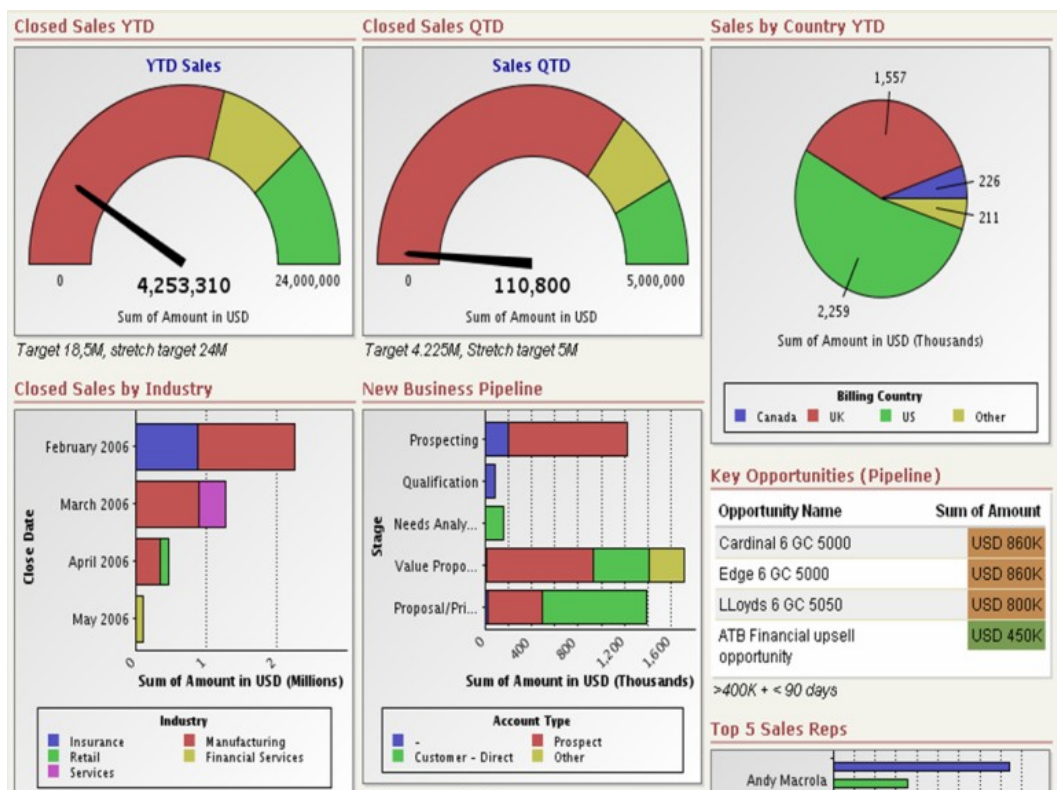 Closed Sales YTD
YTD Sales
0
24,000,000
4,253,310
Sum of Amount in USD
Target 18,5M, stretch target 24M
Closed Sales QTD
Sales QTD
0
5,000,000
110,800
Sum of Amount in USD
Target 4.225M, Stretch target 5M
Sales by Country YTD
1,557
226
211
2,259
Sum of Amount in USD (Thousands)
Billing Country
Canada UK US Other
Closed Sales by Industry
Close Date
February 2006
March 2006
April 2006
May 2006
0 1 2
Sum of Amount in USD (Millions)
Industry
Insurance Manufacturing
Retail Financial Services
Services
New Business Pipeline
Stage
Prospecting
Qualification
Needs Analy...
Value Propo...
Proposal/Pri...
0 400 800 1,200 1,600
Sum of Amount in USD (Thousands)
Account Type
- Prospect
Customer - Direct Other
Key Opportunities (Pipeline)
Opportunity Name Sum of Amount
Cardinal 6 GC 5000 USD 860K
Edge 6 GC 5000 USD 860K
LLoyds 6 GC 5050 USD 800K
ATB Financial upsell USD 450K
opportunity
>400K + < 90 days
Top 5 Sales Reps
Andy Macrola